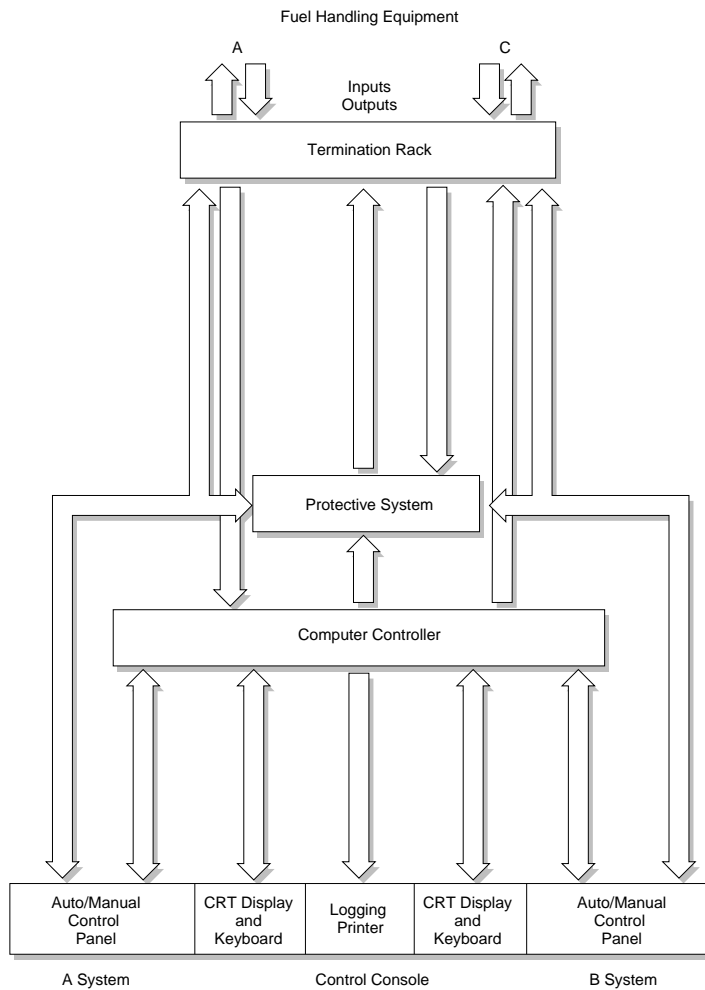 Fuel Handling Equipment
A
C
Inputs
Outputs
Termination Rack
Protective System
Computer Controller
Auto/Manual
Control
Panel
CRT Display
and
Keyboard
Logging
Printer
CRT Display
and
Keyboard
Auto/Manual
Control
Panel
A System
Control Console
B System